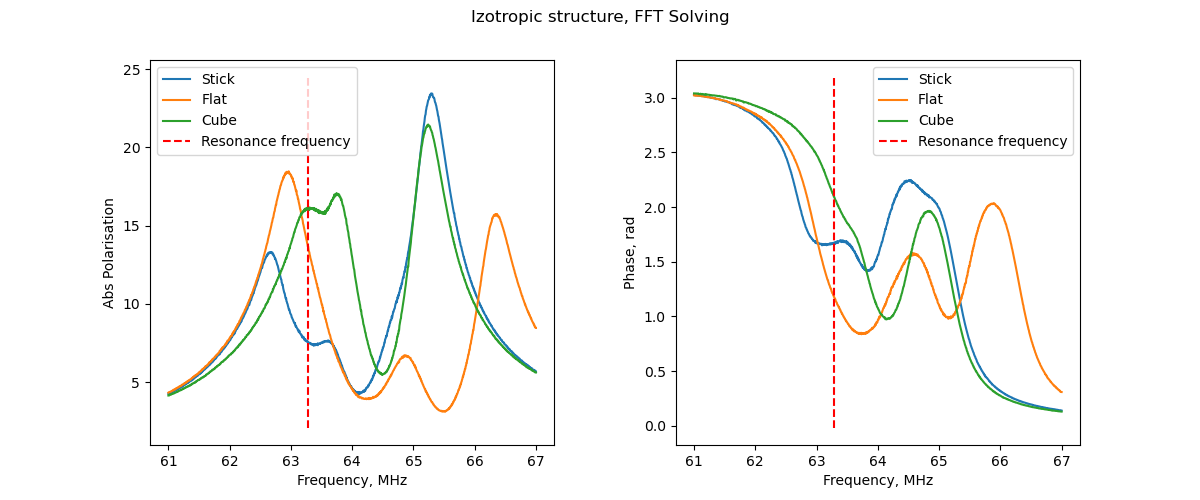 Izotropic structure, FFT Solving
Abs Polarisation
25
20
15
10
5
Stick
Flat
Cube
Resonance frequency
61 62 63 64 65 66 67
Frequency, MHz
Phase, rad
3.0
2.5
2.0
1.5
1.0
0.5
0.0
Stick
Flat
Cube
Resonance frequency
61 62 63 64 65 66 67
Frequency, MHz